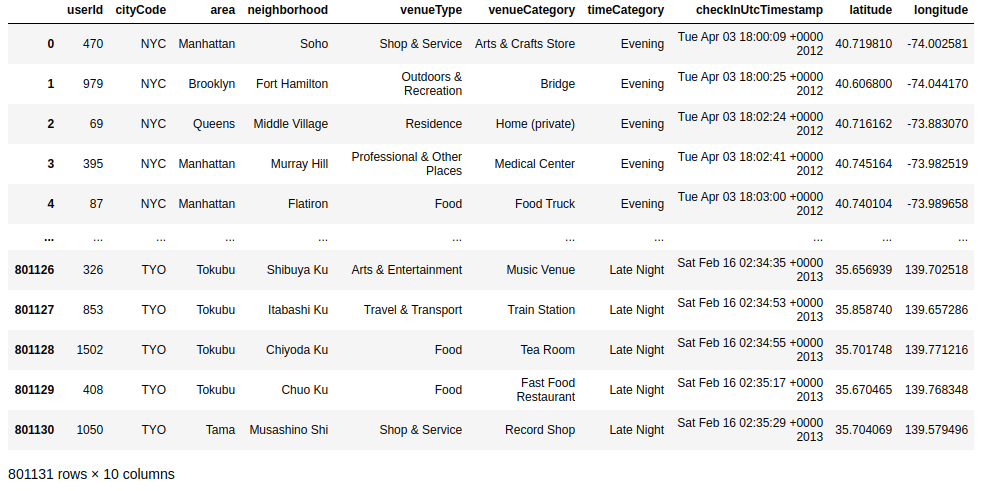 userId cityCode area neighborhood venueType venueCategory timeCategory checkInUtcTimestamp latitude longitude
0 470 NYC Manhattan Soho Shop & Service Arts & Crafts Store Evening Tue Apr 03 18:00:09 +0000 2012 40.719810 -74.002581
1 979 NYC Brooklyn Fort Hamilton Outdoors & Recreation Bridge Evening Tue Apr 03 18:00:25 +0000 2012 40.606800 -74.044170
2 69 NYC Queens Middle Village Residence Home (private) Evening Tue Apr 03 18:02:24 +0000 2012 40.716162 -73.883070
3 395 NYC Manhattan Murray Hill Professional & Other Places Medical Center Evening Tue Apr 03 18:02:41 +0000 2012 40.745164 -73.982519
4 87 NYC Manhattan Flatiron Food Food Truck Evening Tue Apr 03 18:03:00 +0000 2012 40.740104 -73.989658
... ... ... ... ... ... ... ... ... ... ...
801126 326 TYO Tokubu Shibuya Ku Arts & Entertainment Music Venue Late Night Sat Feb 16 02:34:35 +0000 2013 35.656939 139.702518
801127 853 TYO Tokubu Itabashi Ku Travel & Transport Train Station Late Night Sat Feb 16 02:34:53 +0000 2013 35.858740 139.657286
801128 1502 TYO Tokubu Chiyoda Ku Food Tea Room Late Night Sat Feb 16 02:34:55 +0000 2013 35.701748 139.771216
801129 408 TYO Tokubu Chuo Ku Food Fast Food Restaurant Late Night Sat Feb 16 02:35:17 +0000 2013 35.670465 139.768348
801130 1050 TYO Tama Musashino Shi Shop & Service Record Shop Late Night Sat Feb 16 02:35:29 +0000 2013 35.704069 139.579496
801131 rows × 10 columns